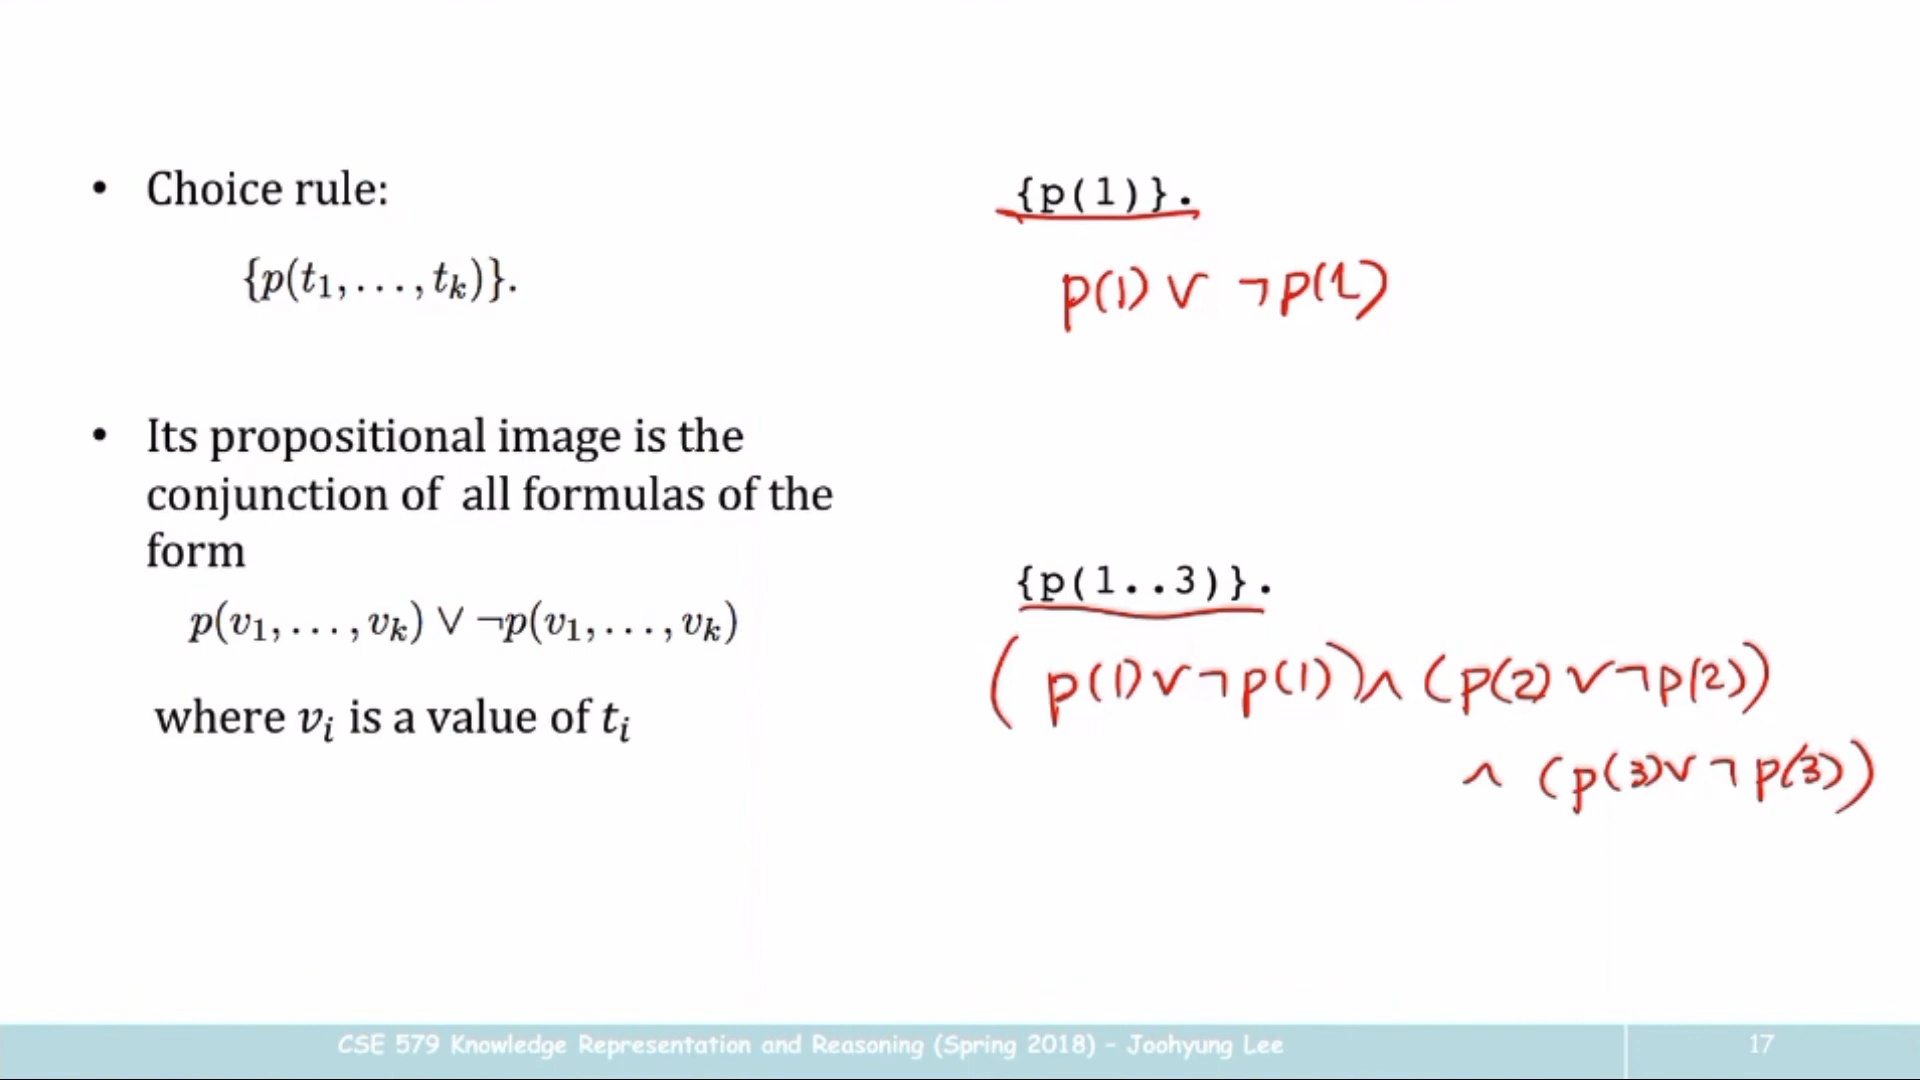 • Choice rule:
{p(t₁, . . . , tₖ)}.
• Its propositional image is the
conjunction of all formulas of the
form
p(v₁, . . . , vₖ) ∨ ¬p(v₁, . . . , vₖ)
where vᵢ is a value of tᵢ
{p(1)}.
p(1) ∨ ¬p(1)
{p(1..3)}.
(p(1) ∨ ¬p(1)) ∧ (p(2) ∨ ¬p(2))
∧ (p(3) ∨ ¬p(3))
CSE 579 Knowledge Representation and Reasoning (Spring 2018) - Joohyung Lee
17